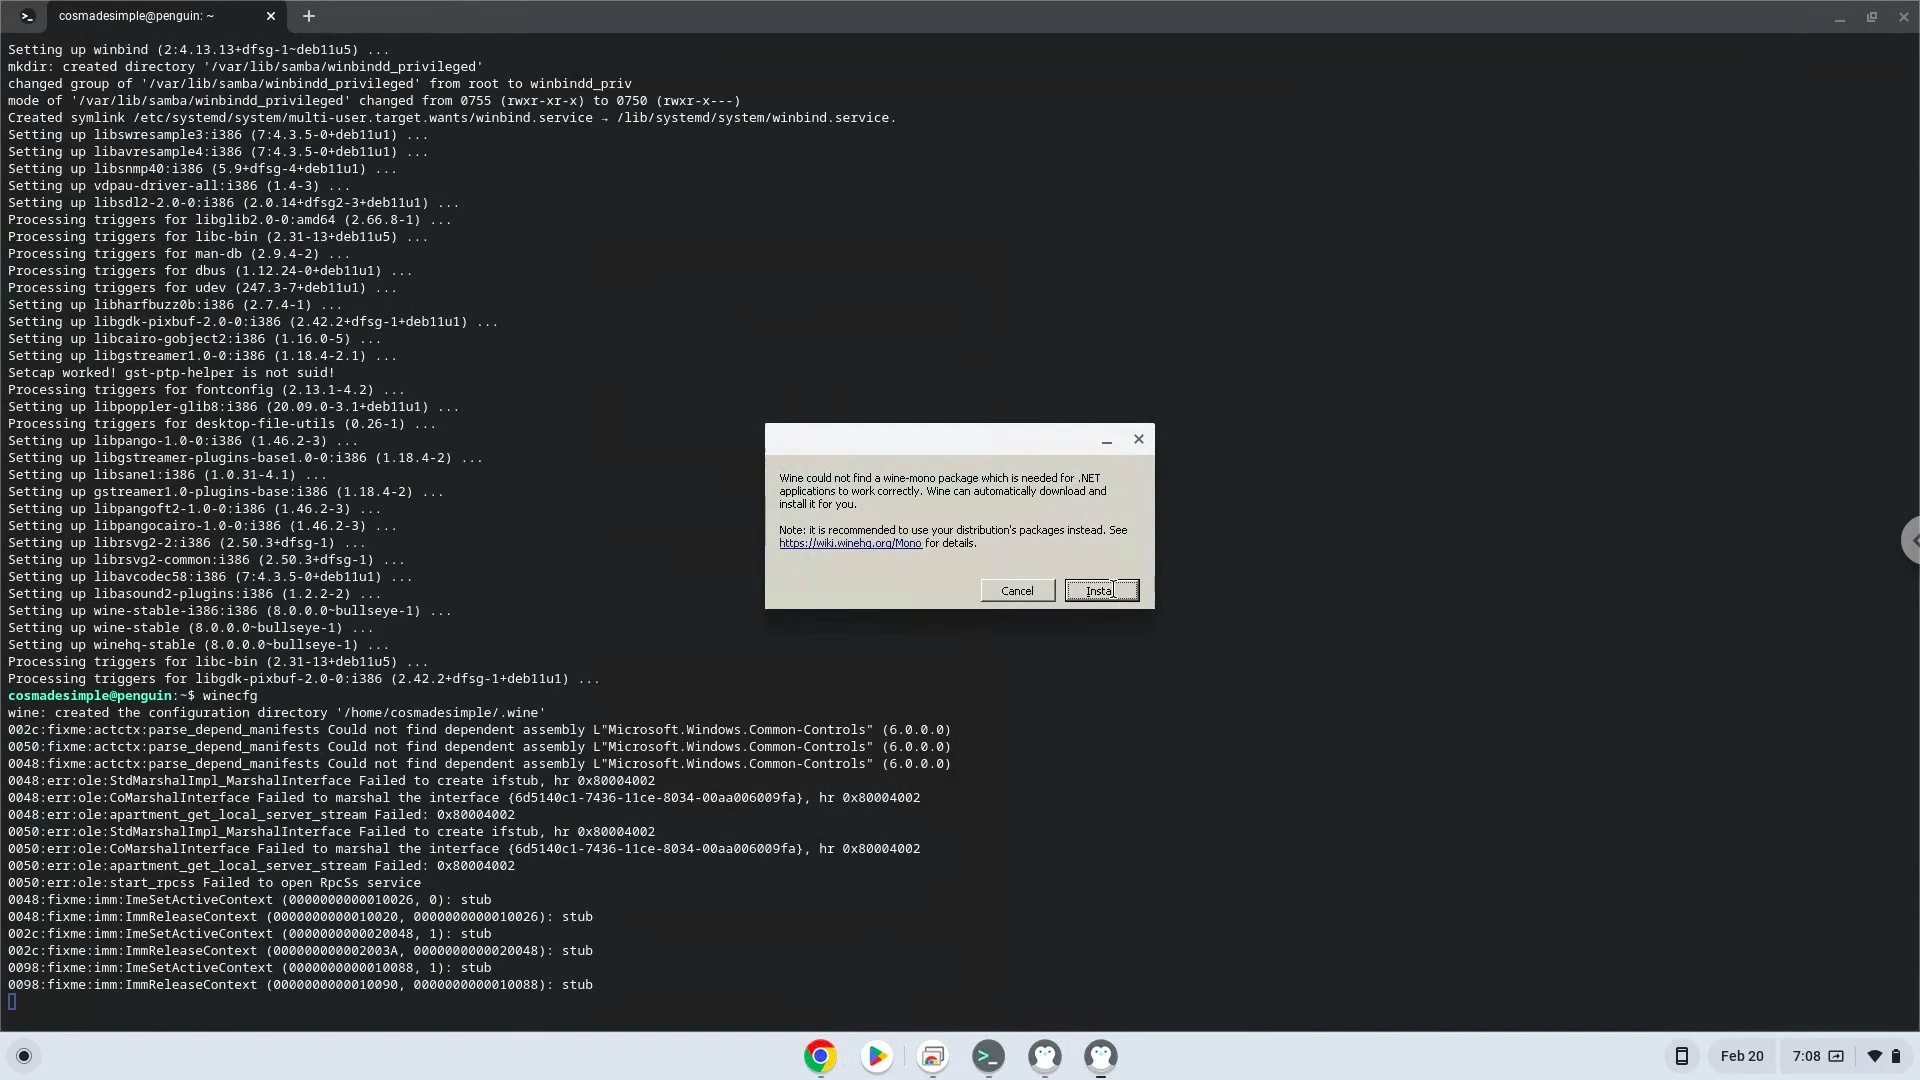 cosmadesimple@penguin: ~
Setting up winbind (2:4.13.13+dfsg-1~deb11u5) ...
mkdir: created directory '/var/lib/samba/winbindd_privileged'
changed group of '/var/lib/samba/winbindd_privileged' from root to winbindd_priv
mode of '/var/lib/samba/winbindd_privileged' changed from 0755 (rwxr-xr-x) to 0750 (rwxr-x---)
Created symlink /etc/systemd/system/multi-user.target.wants/winbind.service → /lib/systemd/system/winbind.service.
Setting up libswresample3:i386 (7:4.3.5-0+deb11u1) ...
Setting up libavresample4:i386 (7:4.3.5-0+deb11u1) ...
Setting up libsnmp40:i386 (5.9+dfsg-4+deb11u1) ...
Setting up vdpau-driver-all:i386 (1.4-3) ...
Setting up libsdl2-2.0-0:i386 (2.0.14+dfsg2-3+deb11u1) ...
Processing triggers for libglib2.0-0:amd64 (2.66.8-1) ...
Processing triggers for libc-bin (2.31-13+deb11u5) ...
Processing triggers for man-db (2.9.4-2) ...
Processing triggers for dbus (1.12.24-0+deb11u1) ...
Processing triggers for udev (247.3-7+deb11u1) ...
Setting up libharfbuzz0b:i386 (2.7.4-1) ...
Setting up libgdk-pixbuf-2.0-0:i386 (2.42.2+dfsg-1+deb11u1) ...
Setting up libcairo-gobject2:i386 (1.16.0-5) ...
Setting up libgstreamer1.0-0:i386 (1.18.4-2.1) ...
Setcap worked! gst-ptp-helper is not suid!
Processing triggers for fontconfig (2.13.1-4.2) ...
Setting up libpoppler-glib8:i386 (20.09.0-3.1+deb11u1) ...
Processing triggers for desktop-file-utils (0.26-1) ...
Setting up libpango-1.0-0:i386 (1.46.2-3) ...
Setting up libgstreamer-plugins-base1.0-0:i386 (1.18.4-2) ...
Setting up libsane1:i386 (1.0.31-4.1) ...
Setting up gstreamer1.0-plugins-base:i386 (1.18.4-2) ...
Setting up libpangoft2-1.0-0:i386 (1.46.2-3) ...
Setting up libpangocairo-1.0-0:i386 (1.46.2-3) ...
Setting up librsvg2-2:i386 (2.50.3+dfsg-1) ...
Setting up librsvg2-common:i386 (2.50.3+dfsg-1) ...
Setting up libavcodec58:i386 (7:4.3.5-0+deb11u1) ...
Setting up libasound2-plugins:i386 (1.2.2-2) ...
Setting up wine-stable-i386:i386 (8.0.0.0~bullseye-1) ...
Setting up wine-stable (8.0.0.0~bullseye-1) ...
Setting up winehq-stable (8.0.0.0~bullseye-1) ...
Processing triggers for libc-bin (2.31-13+deb11u5) ...
Processing triggers for libgdk-pixbuf-2.0-0:i386 (2.42.2+dfsg-1+deb11u1) ...
cosmadesimple@penguin:~$ winecfg
wine: created the configuration directory '/home/cosmadesimple/.wine'
002c:fixme:actctx:parse_depend_manifests Could not find dependent assembly L"Microsoft.Windows.Common-Controls" (6.0.0.0)
0050:fixme:actctx:parse_depend_manifests Could not find dependent assembly L"Microsoft.Windows.Common-Controls" (6.0.0.0)
0048:fixme:actctx:parse_depend_manifests Could not find dependent assembly L"Microsoft.Windows.Common-Controls" (6.0.0.0)
0048:err:ole:StdMarshalImpl_MarshalInterface Failed to create ifstub, hr 0x80004002
0048:err:ole:CoMarshalInterface Failed to marshal the interface {6d5140c1-7436-11ce-8034-00aa006009fa}, hr 0x80004002
0048:err:ole:apartment_get_local_server_stream Failed: 0x80004002
0050:err:ole:StdMarshalImpl_MarshalInterface Failed to create ifstub, hr 0x80004002
0050:err:ole:CoMarshalInterface Failed to marshal the interface {6d5140c1-7436-11ce-8034-00aa006009fa}, hr 0x80004002
0050:err:ole:apartment_get_local_server_stream Failed: 0x80004002
0050:err:ole:start_rpcss Failed to open RpcSs service
0048:fixme:imm:ImeSetActiveContext (0000000000010026, 0): stub
0048:fixme:imm:ImmReleaseContext (0000000000010020, 0000000000010026): stub
002c:fixme:imm:ImeSetActiveContext (0000000000020048, 1): stub
002c:fixme:imm:ImmReleaseContext (000000000002003A, 0000000000020048): stub
0098:fixme:imm:ImeSetActiveContext (0000000000010088, 1): stub
0098:fixme:imm:ImmReleaseContext (0000000000010090, 0000000000010088): stub
Wine could not find a wine-mono package which is needed for .NET
applications to work correctly. Wine can automatically download and
install it for you.
Note: it is recommended to use your distribution's packages instead. See
https://wiki.winehq.org/Mono for details.
Cancel
Insta
Feb 20
7:08